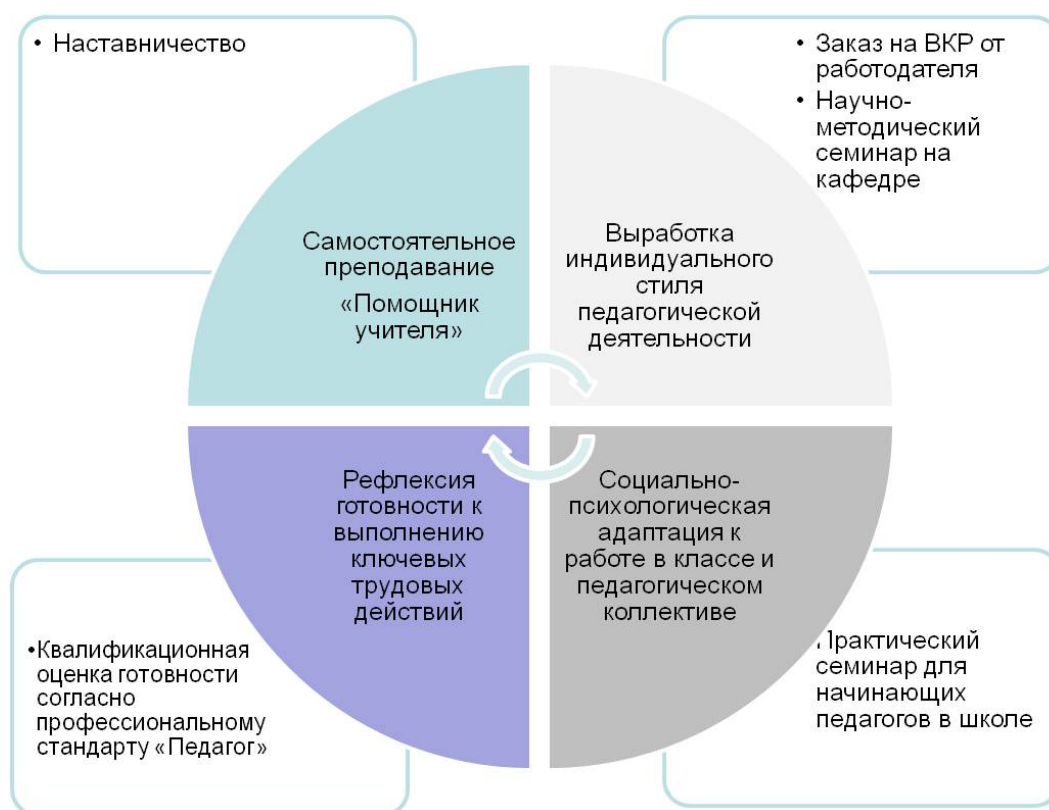 • Наставничество
• Заказ на ВКР от
работодателя
• Научно-
методический
семинар на
кафедре
Самостоятельное
преподавание
«Помощник
учителя»
Выработка
индивидуального
стиля
педагогической
деятельности
Рефлексия
готовности к
выполнению
ключевых
трудовых
действий
Социально-
психологическая
адаптация к
работе в классе и
педагогическом
коллективе
•Квалификационная
оценка готовности
согласно
профессиональному
стандарту «Педагог»
Практический
семинар для
начинающих
педагогов в школе